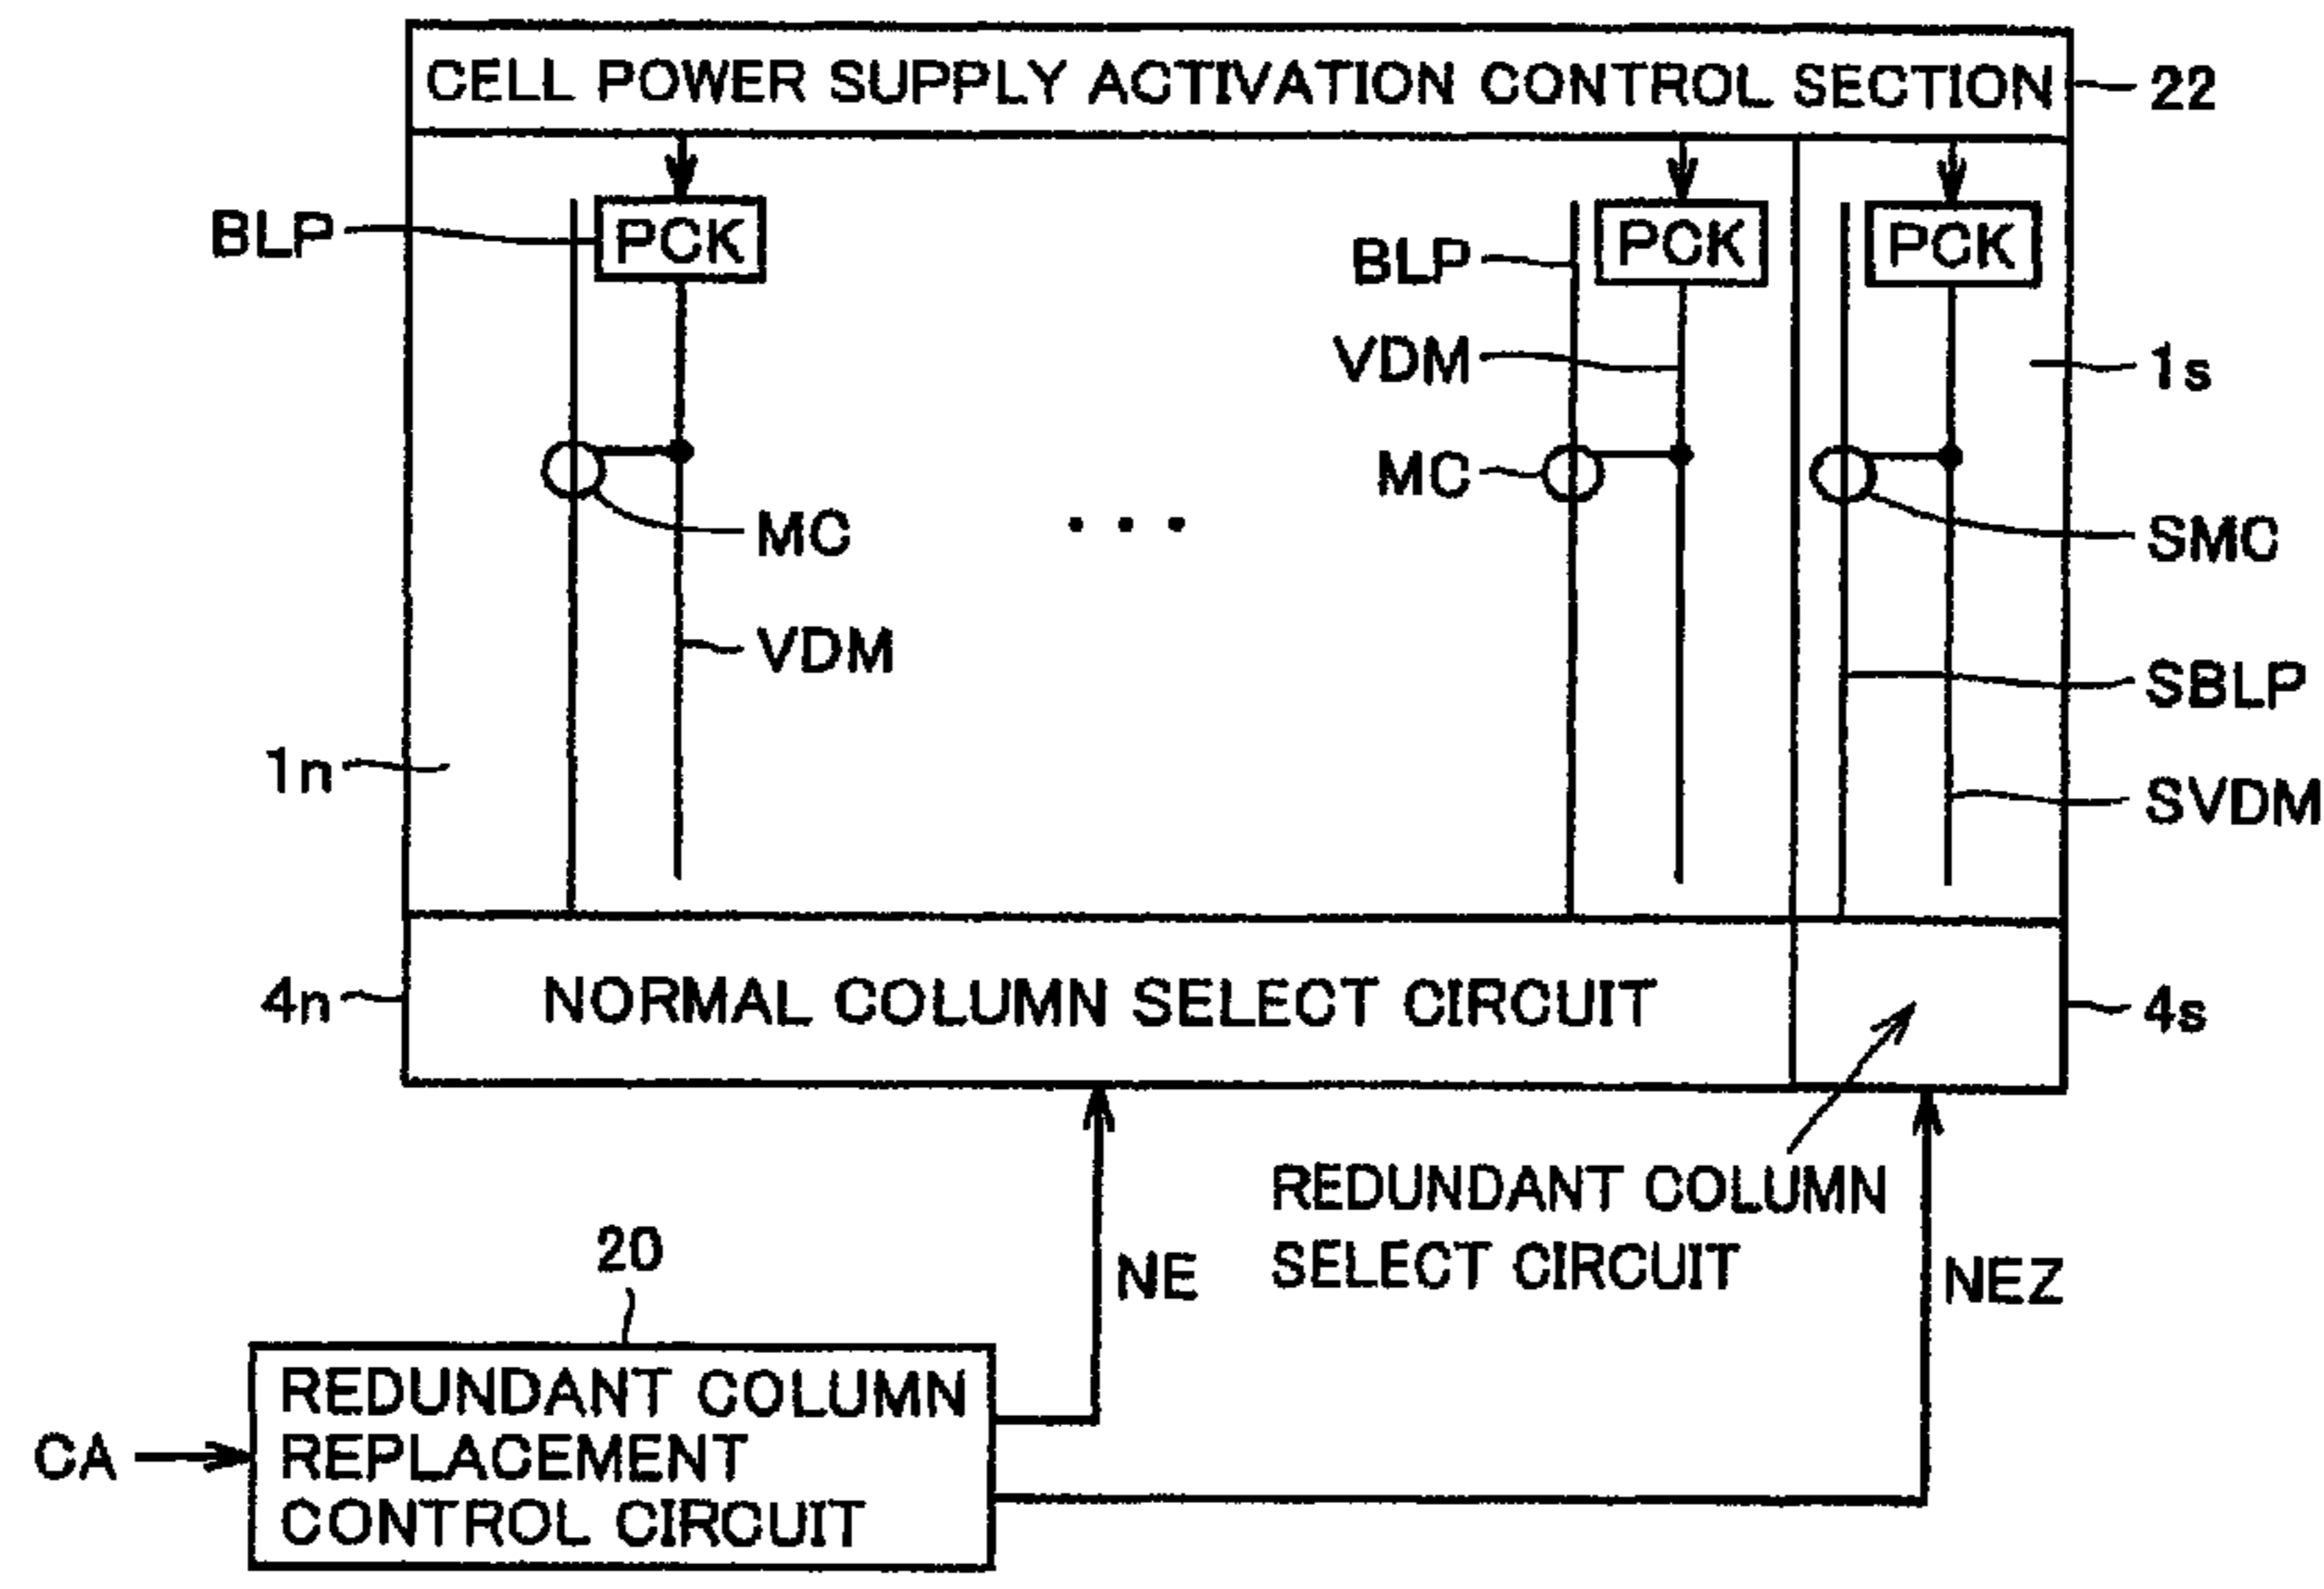 CELL POWER SUPPLY ACTIVATION CONTROL SECTION
22
BLP
PCK
BLP
PCK
PCK
VDM
1s
MC
MC
SMC
. . .
VDM
SBLP
1n
SVDM
4n
NORMAL COLUMN SELECT CIRCUIT
4s
REDUNDANT COLUMN
SELECT CIRCUIT
20
NE
NEZ
CA
REDUNDANT COLUMN
REPLACEMENT
CONTROL CIRCUIT